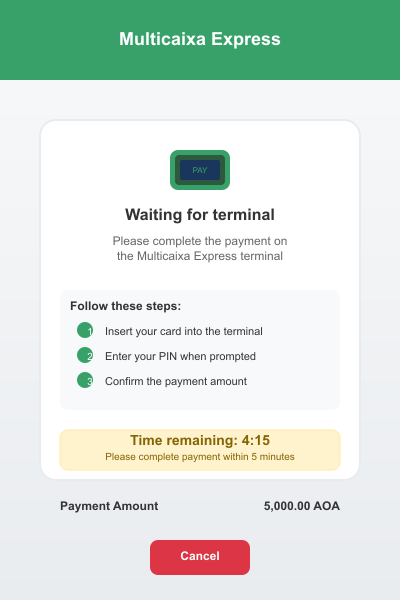 Multicaixa Express
PAY
Waiting for terminal
Please complete the payment on
the Multicaixa Express terminal
Follow these steps:
1 Insert your card into the terminal
2 Enter your PIN when prompted
3 Confirm the payment amount
Time remaining: 4:15
Please complete payment within 5 minutes
Payment Amount 5,000.00 AOA
Cancel